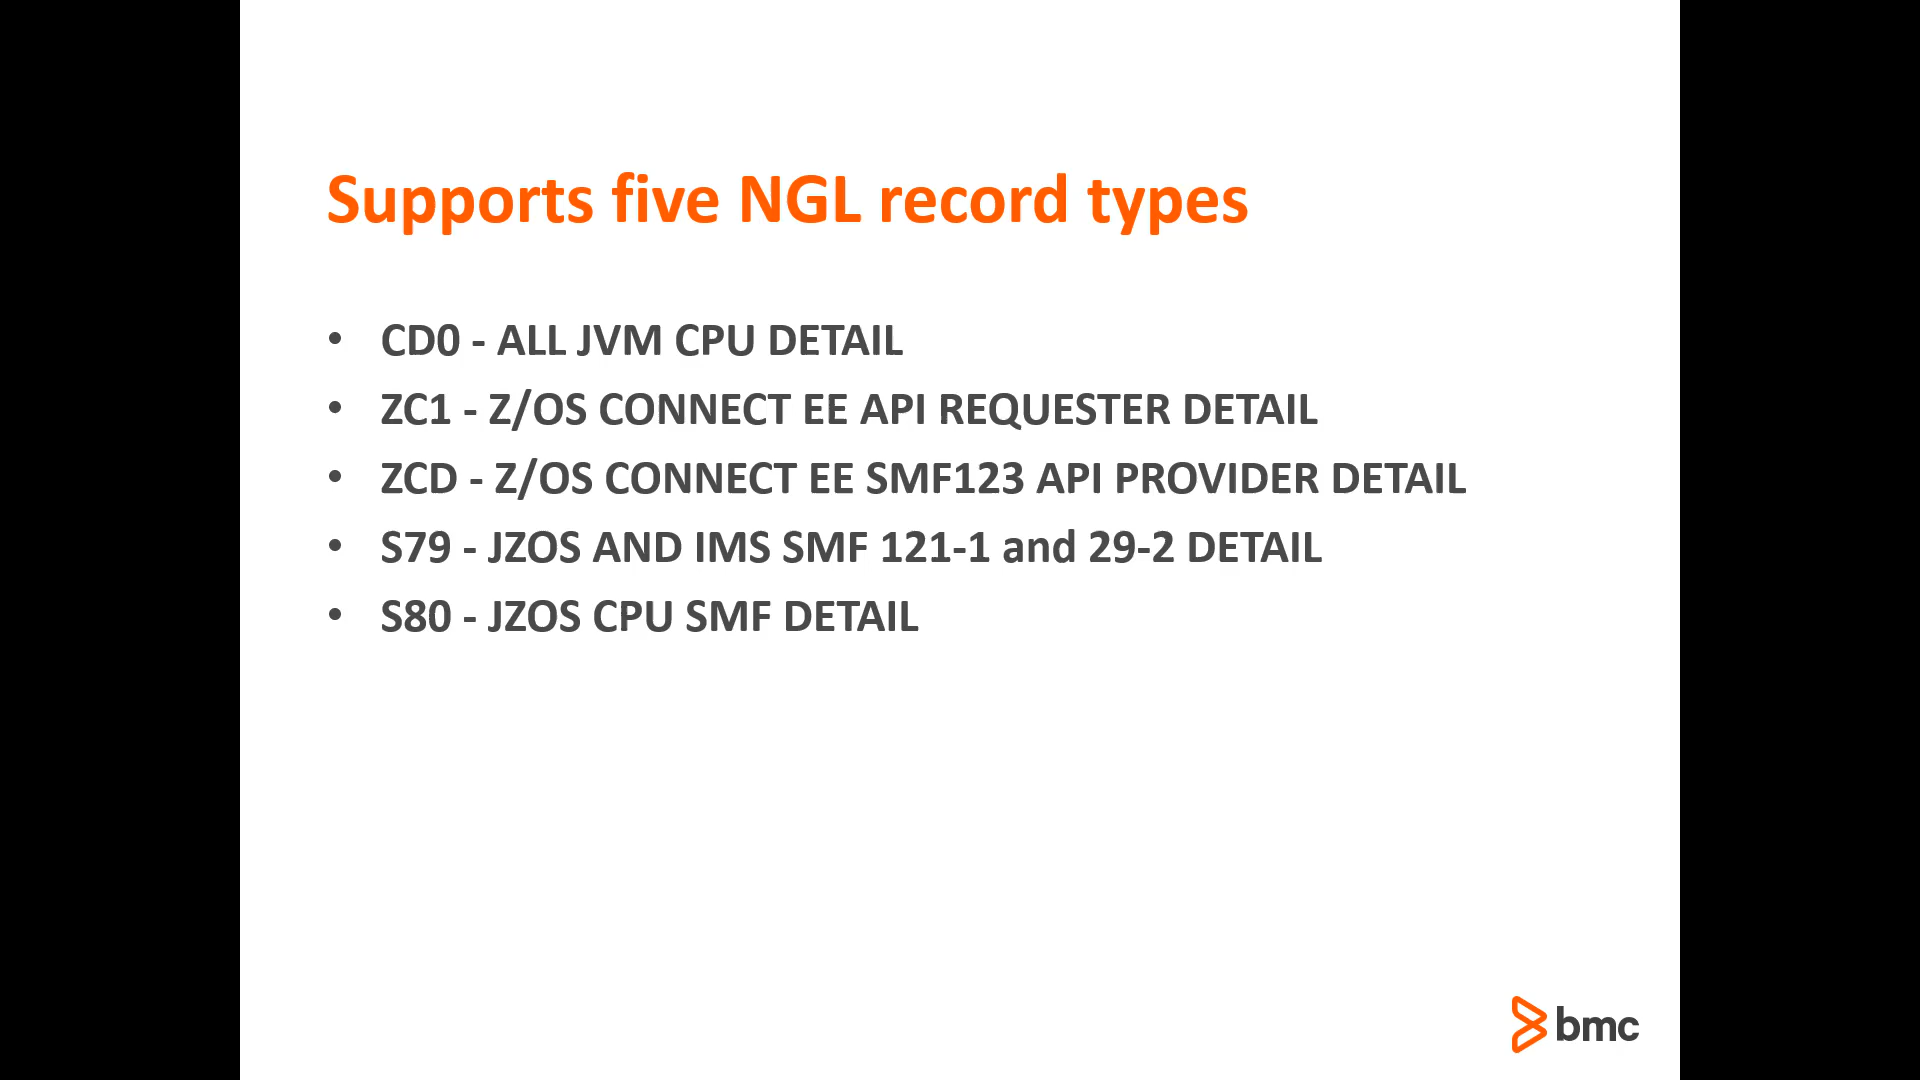 Supports five NGL record types
• CD0 - ALL JVM CPU DETAIL
• ZC1 - Z/OS CONNECT EE API REQUESTER DETAIL
• ZCD - Z/OS CONNECT EE SMF123 API PROVIDER DETAIL
• S79 - JZOS AND IMS SMF 121-1 and 29-2 DETAIL
• S80 - JZOS CPU SMF DETAIL
bmc